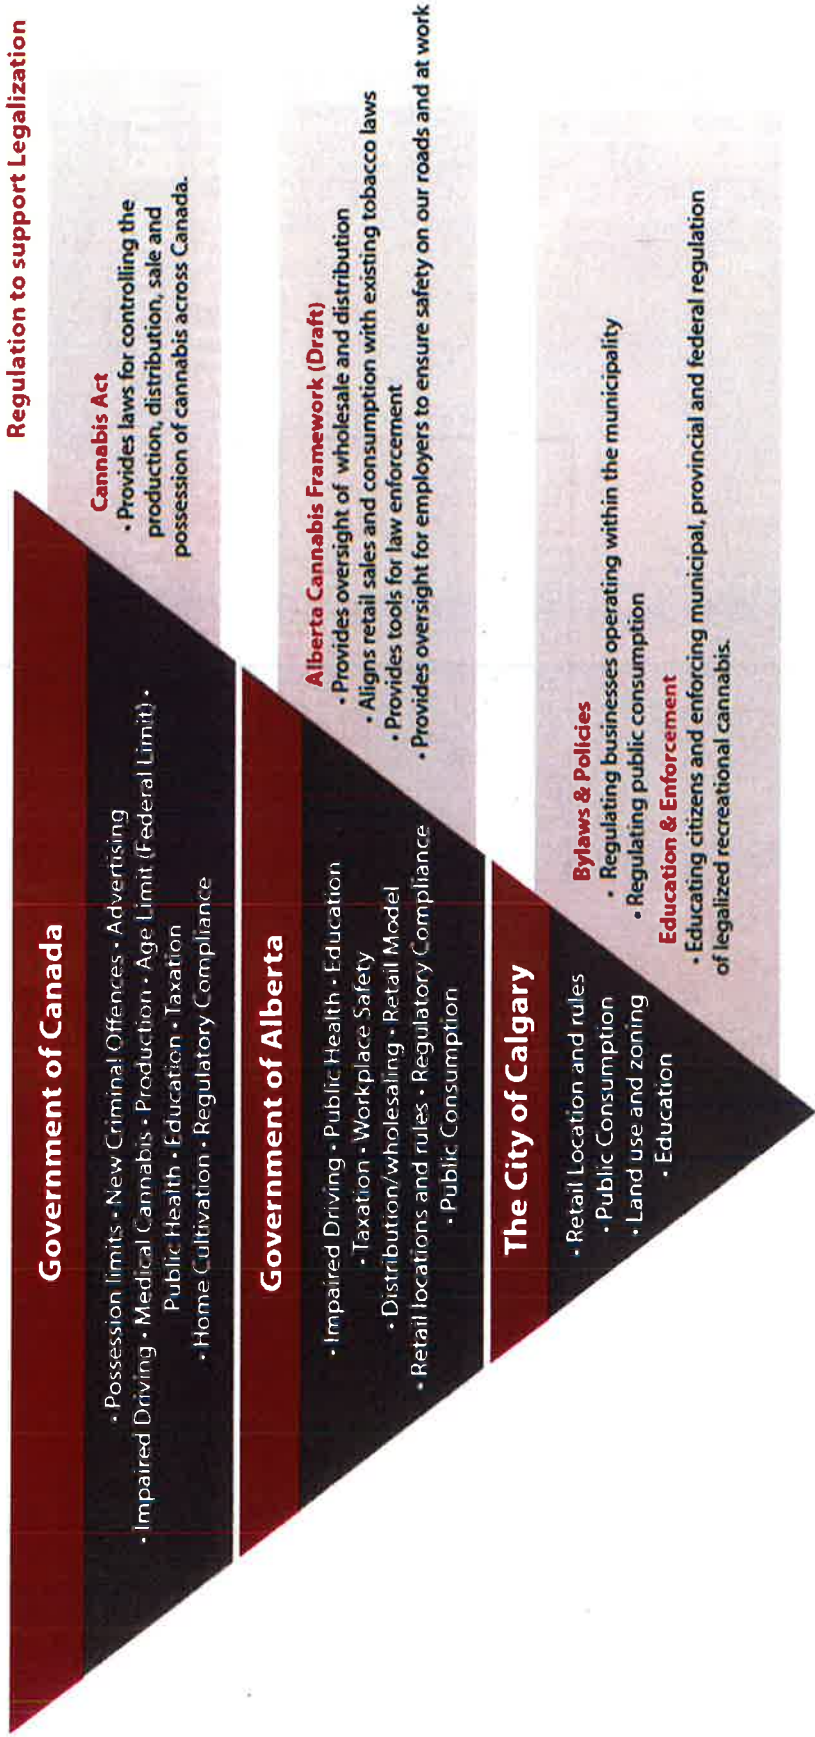 Regulation to support Legalization
Government of Canada
• Possession limits • New Criminal Offences • Advertising
• Impaired Driving • Medical Cannabis • Production • Age Limit (Federal Limit) •
Public Health • Education • Taxation
• Home Cultivation • Regulatory Compliance
Cannabis Act
• Provides laws for controlling the
production, distribution, sale and
possession of cannabis across Canada.
Government of Alberta
• Impaired Driving • Public Health • Education
• Taxation • Workplace Safety
• Distribution/wholesaling • Retail Model
• Retail locations and rules • Regulatory Compliance
• Public Consumption
Alberta Cannabis Framework (Draft)
• Provides oversight of wholesale and distribution
• Aligns retail sales and consumption with existing tobacco laws
• Provides tools for law enforcement
• Provides oversight for employers to ensure safety on our roads and at work
The City of Calgary
• Retail Location and rules
• Public Consumption
• Land use and zoning
• Education
Bylaws & Policies
• Regulating businesses operating within the municipality
• Regulating public consumption
Education & Enforcement
• Educating citizens and enforcing municipal, provincial and federal regulation
of legalized recreational cannabis.